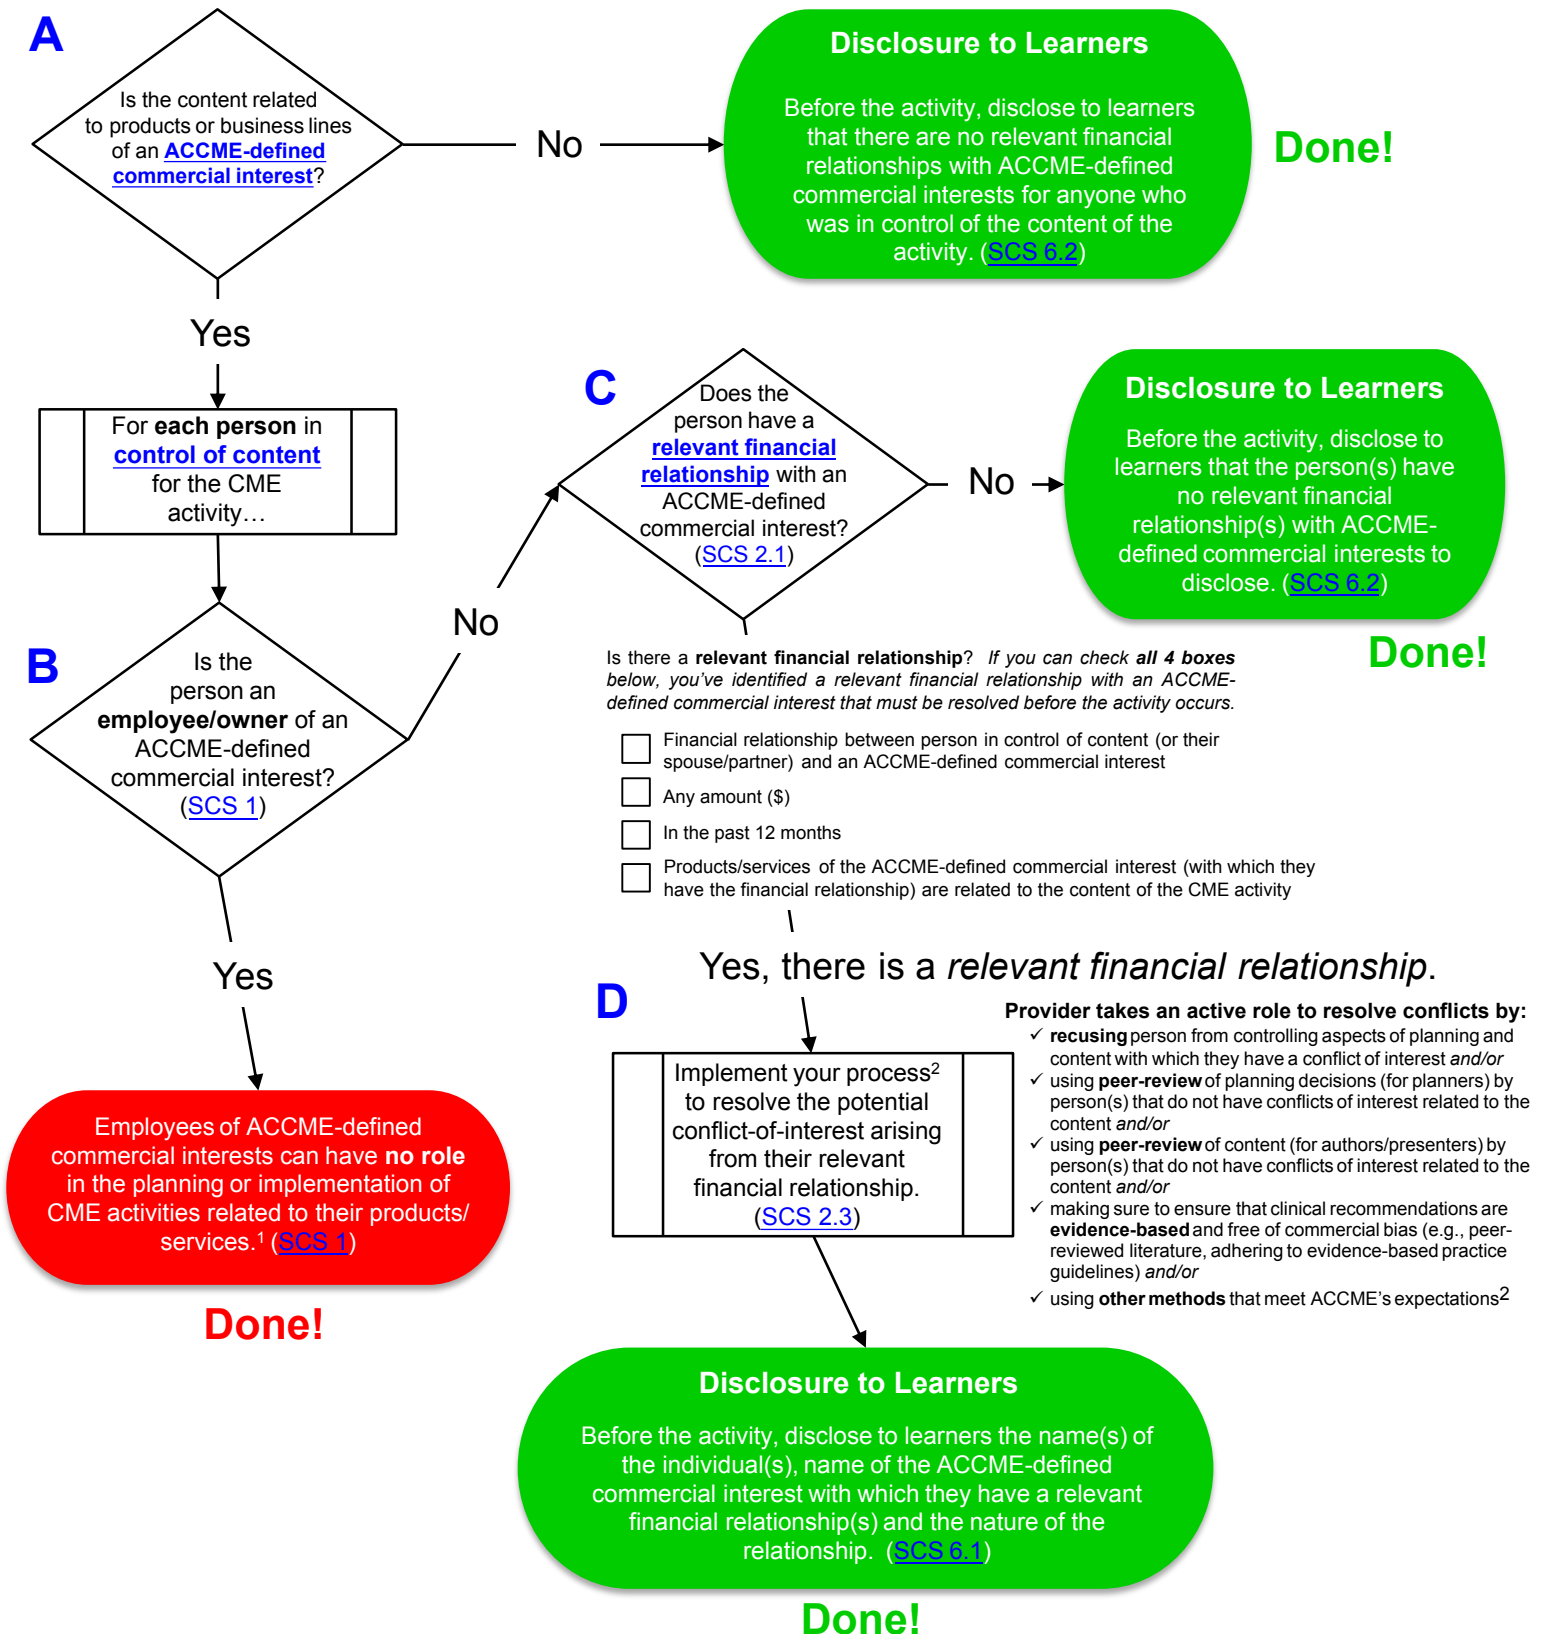 A
Is the content related
to products or business lines
of an ACCME-defined
commercial interest?
No
Disclosure to Learners
Before the activity, disclose to learners
that there are no relevant financial
relationships with ACCME-defined
commercial interests for anyone who
was in control of the content of the
activity. (SCS 6.2)
Done!
Yes
For each person in
control of content
for the CME
activity…
B
Is the
person an
employee/owner of an
ACCME-defined
commercial interest?
(SCS 1)
No
C
Does the
person have a
relevant financial
relationship with an
ACCME-defined
commercial interest?
(SCS 2.1)
No
Disclosure to Learners
Before the activity, disclose to
learners that the person(s) have
no relevant financial
relationship(s) with ACCME-
defined commercial interests to
disclose. (SCS 6.2)
Done!
Is there a relevant financial relationship? If you can check all 4 boxes
below, you've identified a relevant financial relationship with an ACCME-
defined commercial interest that must be resolved before the activity occurs.
Financial relationship between person in control of content (or their
spouse/partner) and an ACCME-defined commercial interest
Any amount ($)
In the past 12 months
Products/services of the ACCME-defined commercial interest (with which they
have the financial relationship) are related to the content of the CME activity
Yes
Employees of ACCME-defined
commercial interests can have no role
in the planning or implementation of
CME activities related to their products/
services.¹ (SCS 1)
Done!
Yes, there is a relevant financial relationship.
D
Implement your process²
to resolve the potential
conflict-of-interest arising
from their relevant
financial relationship.
(SCS 2.3)
Provider takes an active role to resolve conflicts by:
✓ recusing person from controlling aspects of planning and
content with which they have a conflict of interest and/or
✓ using peer-review of planning decisions (for planners) by
person(s) that do not have conflicts of interest related to the
content and/or
✓ using peer-review of content (for authors/presenters) by
person(s) that do not have conflicts of interest related to the
content and/or
✓ making sure to ensure that clinical recommendations are
evidence-based and free of commercial bias (e.g., peer-
reviewed literature, adhering to evidence-based practice
guidelines) and/or
✓ using other methods that meet ACCME's expectations²
Disclosure to Learners
Before the activity, disclose to learners the name(s) of
the individual(s), name of the ACCME-defined
commercial interest with which they have a relevant
financial relationship(s) and the nature of the
relationship. (SCS 6.1)
Done!